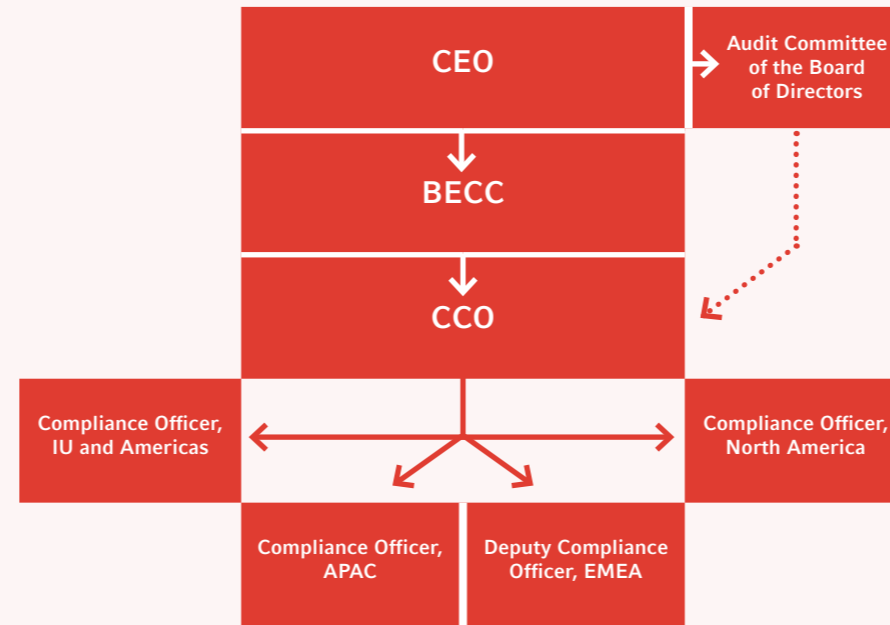 CEO
Audit Committee
of the Board
of Directors
BECC
CCO
Compliance Officer,
IU and Americas
Compliance Officer,
North America
Compliance Officer,
APAC
Deputy Compliance
Officer, EMEA